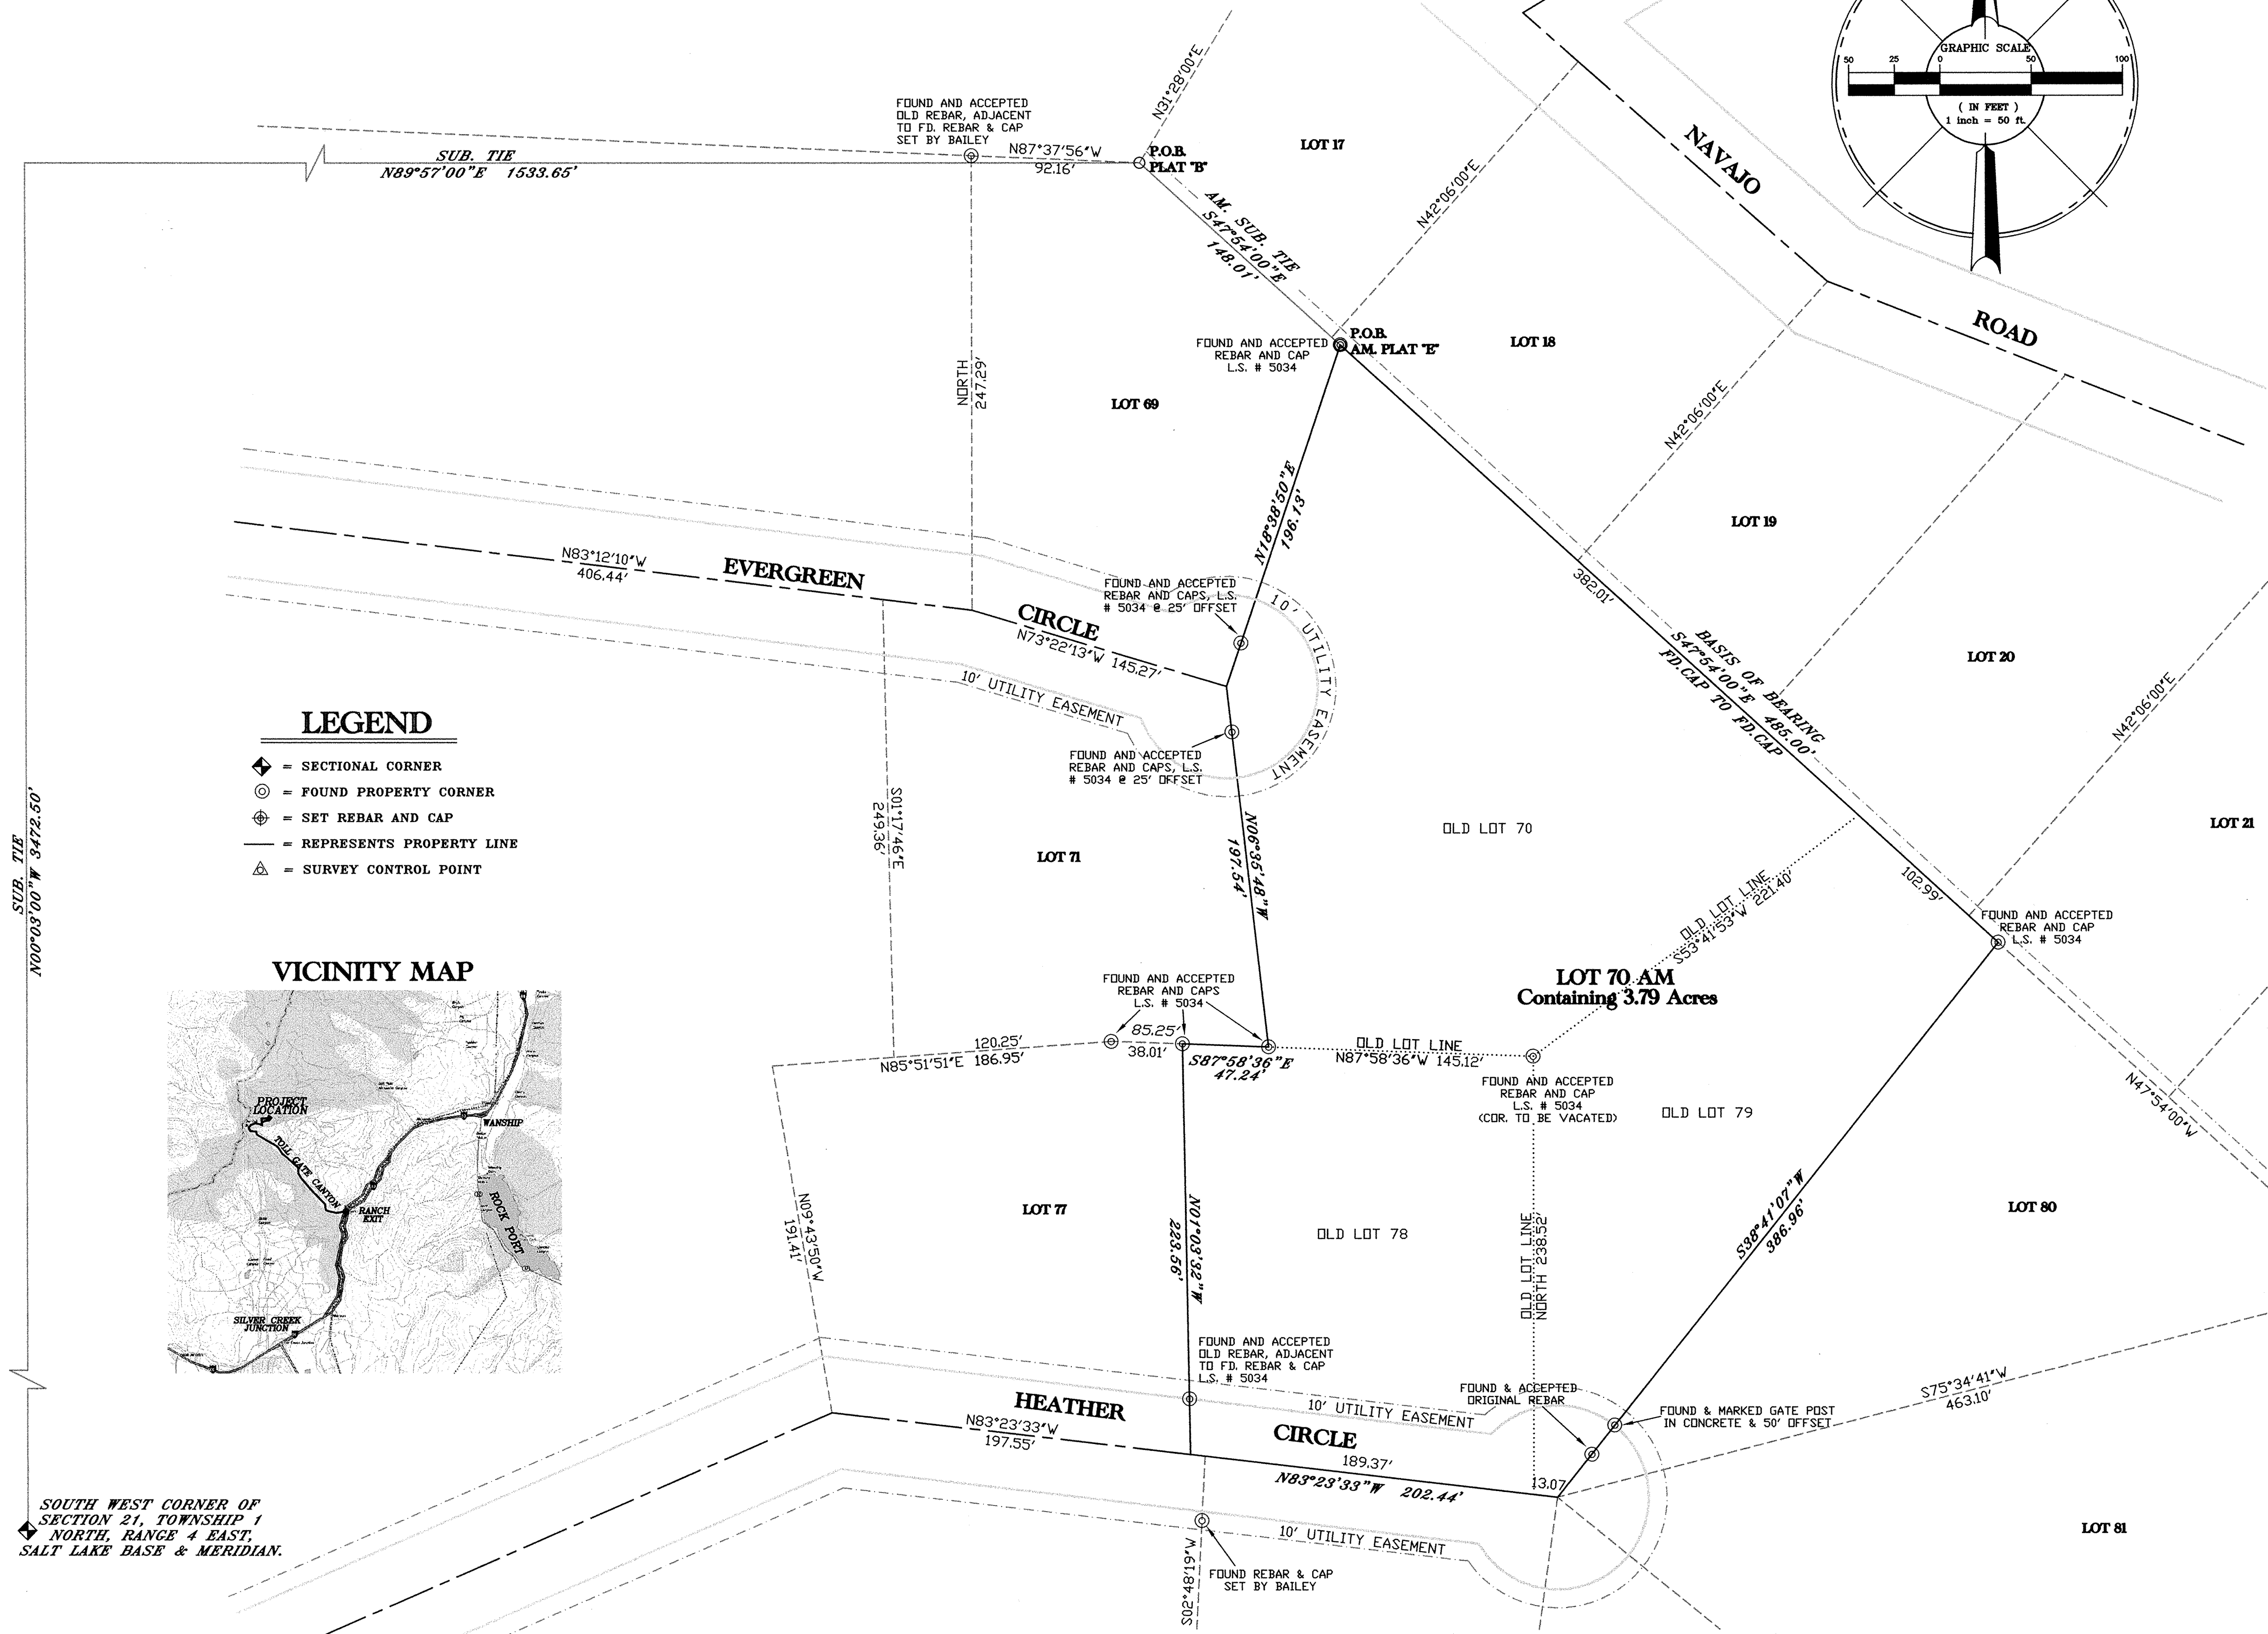 GRAPHIC SCALE
50 25 0 50 100
( IN FEET )
1 inch = 50 ft.
NAVAJO
ROAD
FOUND AND ACCEPTED
OLD REBAR, ADJACENT
TO FD. REBAR & CAP
SET BY BAILEY
SUB. TIE
N89°57'00"E 1533.65'
N87°37'56"W
92.16'
P.O.B.
PLAT "B"
N31°28'00"E
LOT 17
AM. SUB. TIE
S47°54'00"E
148.01'
N42°06'00"E
FOUND AND ACCEPTED
REBAR AND CAP
L.S. # 5034
P.O.B.
AM. PLAT "E"
LOT 18
NORTH
247.29'
LOT 69
N42°06'00"E
N18°38'50"E
196.13'
LOT 19
N83°12'10"W
406.44'
EVERGREEN
CIRCLE
N73°22'13"W 145.27'
FOUND AND ACCEPTED
REBAR AND CAPS, L.S.
# 5034 @ 25' OFFSET
10' UTILITY EASEMENT
382.01'
BASIS OF BEARING
S47°54'00"E 485.00'
FD.CAP TO FD.CAP
LOT 20
N42°06'00"E
10' UTILITY EASEMENT
FOUND AND ACCEPTED
REBAR AND CAPS, L.S.
# 5034 @ 25' OFFSET
LEGEND
= SECTIONAL CORNER
= FOUND PROPERTY CORNER
= SET REBAR AND CAP
= REPRESENTS PROPERTY LINE
= SURVEY CONTROL POINT
SUB. TIE
N00°03'00"W 3472.50'
S01°17'46"E
249.36'
LOT 71
N06°35'48"W
197.54'
OLD LOT 70
LOT 21
OLD LOT LINE
S53°41'53"W 221.40'
102.99'
FOUND AND ACCEPTED
REBAR AND CAP
L.S. # 5034
LOT 70 AM
Containing 3.79 Acres
FOUND AND ACCEPTED
REBAR AND CAPS
L.S. # 5034
120.25'
N85°51'51"E 186.95'
85.25'
38.01'
S87°58'36"E
47.24'
OLD LOT LINE
N87°58'36"W 145.12'
FOUND AND ACCEPTED
REBAR AND CAP
L.S. # 5034
(COR. TO BE VACATED)
OLD LOT 79
N47°54'00"W
VICINITY MAP
PROJECT
LOCATION
WANSHIP
TOLL GATE CANYON
RANCH
EXIT
ROCK PORT
SILVER CREEK
JUNCTION
N09°43'50"W
191.41'
LOT 77
N01°03'32"W
223.56'
OLD LOT 78
OLD LOT LINE
NORTH 238.52'
S38°41'07"W
386.96'
LOT 80
FOUND AND ACCEPTED
OLD REBAR, ADJACENT
TO FD. REBAR & CAP
L.S. # 5034
FOUND & ACCEPTED
ORIGINAL REBAR
FOUND & MARKED GATE POST
IN CONCRETE & 50' OFFSET
S75°34'41"W
463.10'
HEATHER
CIRCLE
N83°23'33"W
197.55'
10' UTILITY EASEMENT
189.37'
N83°23'33"W 202.44'
13.07
10' UTILITY EASEMENT
S02°48'19"W
FOUND REBAR & CAP
SET BY BAILEY
LOT 81
SOUTH WEST CORNER OF
SECTION 21, TOWNSHIP 1
NORTH, RANGE 4 EAST,
SALT LAKE BASE & MERIDIAN.